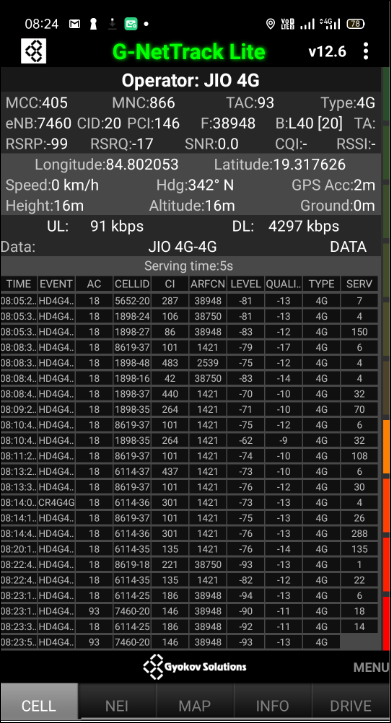 08:24 78
G-NetTrack Lite v12.6
Operator: JIO 4G
MCC:405 MNC:866 TAC:93 Type:4G
eNB:7460 CID:20 PCI:146 F:38948 B:L40 [20] TA:
RSRP:-99 RSRQ:-17 SNR:0.0 CQI:- RSSI:-
Longitude:84.802053 Latitude:19.317626
Speed:0 km/h Hdg:342° N GPS Acc:2m
Height:16m Altitude:16m Ground:0m
UL: 91 kbps DL: 4297 kbps
Data: JIO 4G-4G DATA
Serving time:5s
TIME EVENT AC CELLID CI ARFCN LEVEL QUALI.. TYPE SERV
08:05:2.. HD4G4.. 18 5652-20 287 38948 -81 -13 4G 7
08:05:3.. HD4G4.. 18 1898-24 106 38750 -81 -13 4G 4
08:05:3.. HD4G4.. 18 1898-27 86 38948 -83 -12 4G 150
08:08:3.. HD4G4.. 18 8619-37 101 1421 -79 -17 4G 6
08:08:3.. HD4G4.. 18 1898-48 483 2539 -75 -12 4G 4
08:08:4.. HD4G4.. 18 1898-16 42 38750 -83 -14 4G 4
08:08:4.. HD4G4.. 18 1898-37 440 1421 -70 -10 4G 32
08:09:2.. HD4G4.. 18 1898-35 264 1421 -71 -10 4G 70
08:10:4.. HD4G4.. 18 8619-37 101 1421 -75 -12 4G 6
08:10:4.. HD4G4.. 18 1898-35 264 1421 -62 -9 4G 32
08:11:2.. HD4G4.. 18 8619-37 101 1421 -74 -10 4G 108
08:13:2.. HD4G4.. 18 6114-37 437 1421 -73 -10 4G 6
08:13:3.. HD4G4.. 18 8619-37 101 1421 -76 -12 4G 30
08:14:0.. CR4G4G 18 6114-36 301 1421 -73 -13 4G 4
08:14:1.. HD4G4.. 18 8619-37 101 1421 -75 -13 4G 26
08:14:4.. HD4G4.. 18 6114-36 301 1421 -76 -13 4G 288
08:20:1.. HD4G4.. 18 6114-35 135 1421 -76 -14 4G 135
08:22:4.. HD4G4.. 18 8619-18 221 38750 -93 -13 4G 1
08:22:4.. HD4G4.. 18 6114-35 135 1421 -82 -12 4G 22
08:23:1.. HD4G4.. 18 6114-25 186 38948 -94 -13 4G 6
08:23:1.. HD4G4.. 93 7460-20 146 38948 -90 -11 4G 18
08:23:3.. HD4G4.. 18 6114-25 186 38948 -92 -11 4G 14
08:23:5.. HD4G4.. 93 7460-20 146 38948 -93 -13 4G
Gyokov Solutions MENU
CELL NEI MAP INFO DRIVE